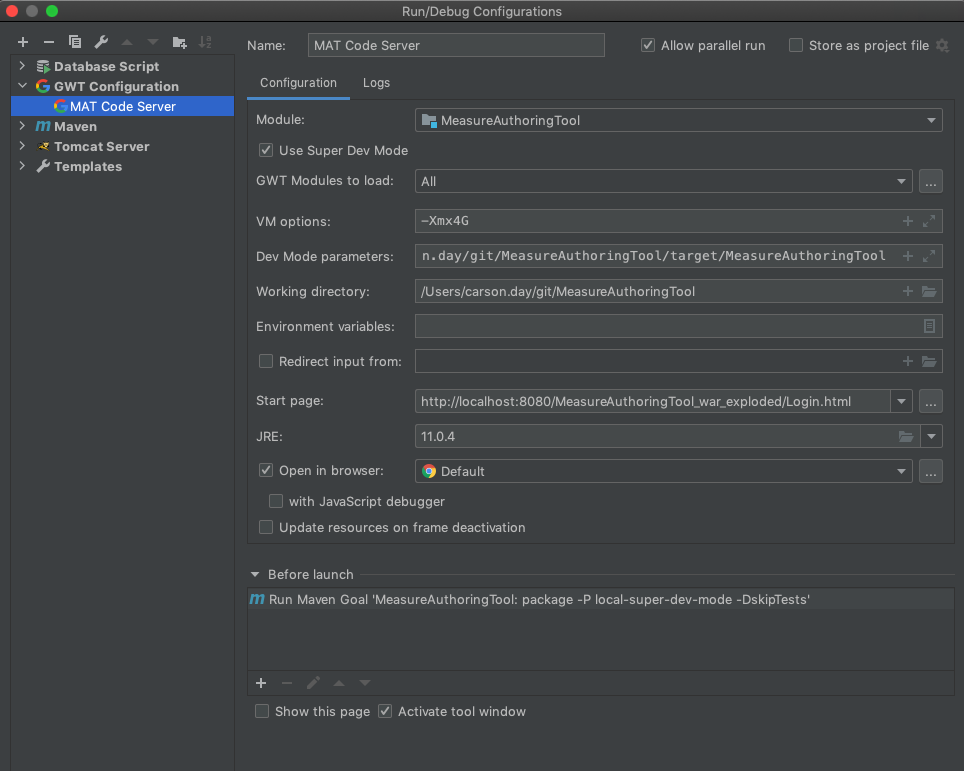 Run/Debug Configurations
Name: MAT Code Server Allow parallel run Store as project file
Database Script
GWT Configuration
MAT Code Server
Maven
Tomcat Server
Templates
Configuration Logs
Module: MeasureAuthoringTool
Use Super Dev Mode
GWT Modules to load: All ...
VM options: -Xmx4G
Dev Mode parameters: n.day/git/MeasureAuthoringTool/target/MeasureAuthoringTool
Working directory: /Users/carson.day/git/MeasureAuthoringTool
Environment variables:
Redirect input from:
Start page: http://localhost:8080/MeasureAuthoringTool_war_exploded/Login.html ...
JRE: 11.0.4
Open in browser: Default ...
with JavaScript debugger
Update resources on frame deactivation
Before launch
m Run Maven Goal 'MeasureAuthoringTool: package -P local-super-dev-mode -DskipTests'
Show this page Activate tool window